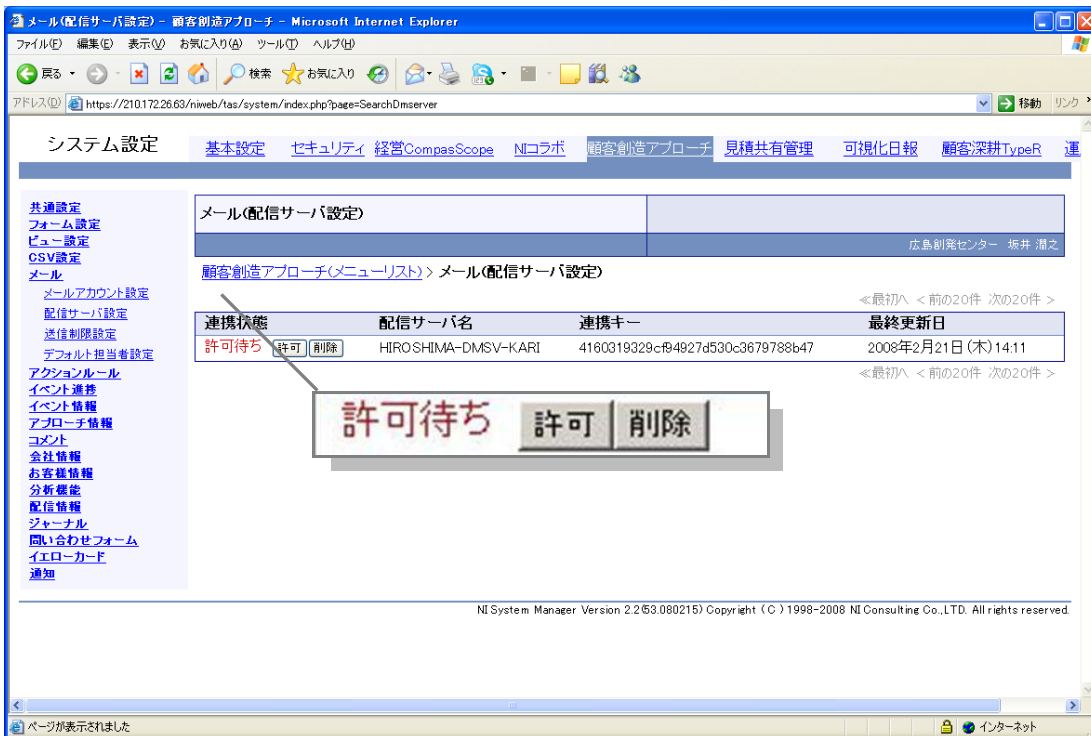 メール(配信サーバ設定) - 顧客創造アプローチ - Microsoft Internet Explorer
ファイル(F) 編集(E) 表示(V) お気に入り(A) ツール(T) ヘルプ(H)
戻る 検索 お気に入り
アドレス(D) https://210.172.26.63/niweb/tas/system/index.php?page=SearchDmserver 移動 リンク
システム設定 基本設定 セキュリティ 経営CompasScope NIコラボ 顧客創造アプローチ 見積共有管理 可視化日報 顧客深耕TypeR 運
共通設定
フォーム設定
ビュー設定
CSV設定
メール
メールアカウント設定
配信サーバ設定
送信制限設定
デフォルト担当者設定
アクションルール
イベント進捗
イベント情報
アプローチ情報
コメント
会社情報
お客様情報
分析機能
配信情報
ジャーナル
問い合わせフォーム
イエローカード
通知
メール(配信サーバ設定)
広島創発センター 坂井 潤之
顧客創造アプローチ(メニューリスト) > メール(配信サーバ設定)
≪最初へ < 前の20件 次の20件 >
連携状態 配信サーバ名 連携キー 最終更新日
許可待ち 許可 削除 HIROSHIMA-DMSV-KARI 4160319329cf94927d530c3679788b47 2008年2月21日(木)14:11
≪最初へ < 前の20件 次の20件 >
許可待ち 許可 削除
NI System Manager Version 2.2(53.080215) Copyright (C) 1998-2008 NI Consulting Co.,LTD. All rights reserved.
ページが表示されました インターネット